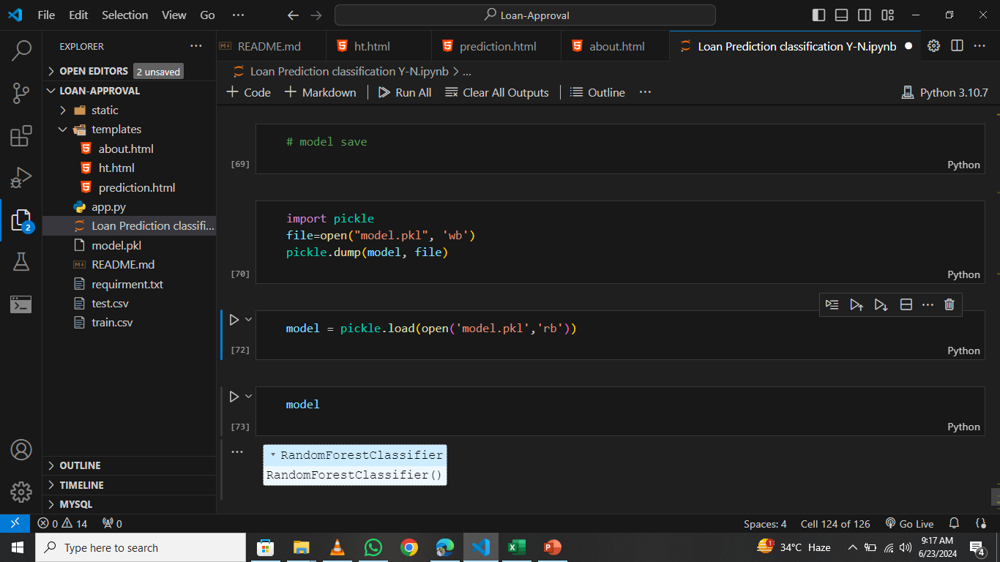 File Edit Selection View Go ··· Loan-Approval
EXPLORER
OPEN EDITORS 2 unsaved
LOAN-APPROVAL
static
templates
about.html
ht.html
prediction.html
app.py
Loan Prediction classifi...
model.pkl
README.md
requirment.txt
test.csv
train.csv
OUTLINE
TIMELINE
MYSQL
2
README.md ht.html prediction.html about.html Loan Prediction classification Y-N.ipynb
Loan Prediction classification Y-N.ipynb > ...
+ Code + Markdown Run All Clear All Outputs Outline ··· Python 3.10.7
# model save
[69] Python
import pickle
file=open("model.pkl", 'wb')
pickle.dump(model, file)
[70] Python
model = pickle.load(open('model.pkl','rb'))
[72] Python
model
[73] Python
RandomForestClassifier
RandomForestClassifier()
0 14 0 Spaces: 4 Cell 124 of 126 Go Live
Type here to search 34°C Haze 9:17 AM
6/23/2024
1
4